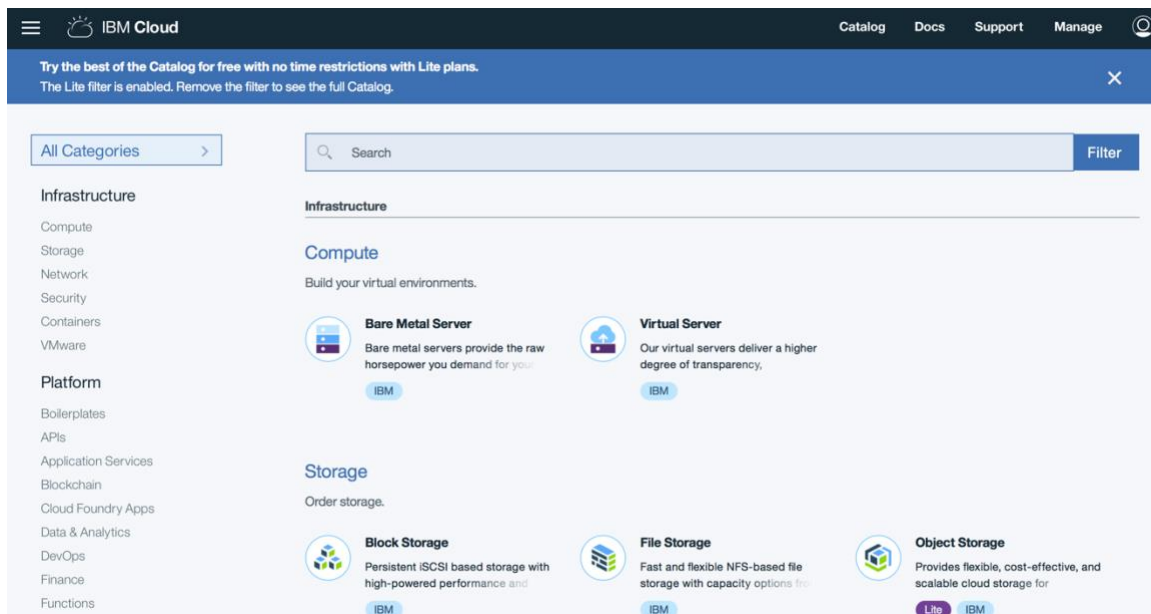 IBM Cloud
Catalog Docs Support Manage
Try the best of the Catalog for free with no time restrictions with Lite plans.
The Lite filter is enabled. Remove the filter to see the full Catalog.
All Categories
Infrastructure
Compute
Storage
Network
Security
Containers
VMware
Platform
Boilerplates
APIs
Application Services
Blockchain
Cloud Foundry Apps
Data & Analytics
DevOps
Finance
Functions
Search
Filter
Infrastructure
Compute
Build your virtual environments.
Bare Metal Server
Bare metal servers provide the raw
horsepower you demand for your
IBM
Virtual Server
Our virtual servers deliver a higher
degree of transparency,
IBM
Storage
Order storage.
Block Storage
Persistent iSCSI based storage with
high-powered performance and
IBM
File Storage
Fast and flexible NFS-based file
storage with capacity options from
IBM
Object Storage
Provides flexible, cost-effective, and
scalable cloud storage for
Lite IBM